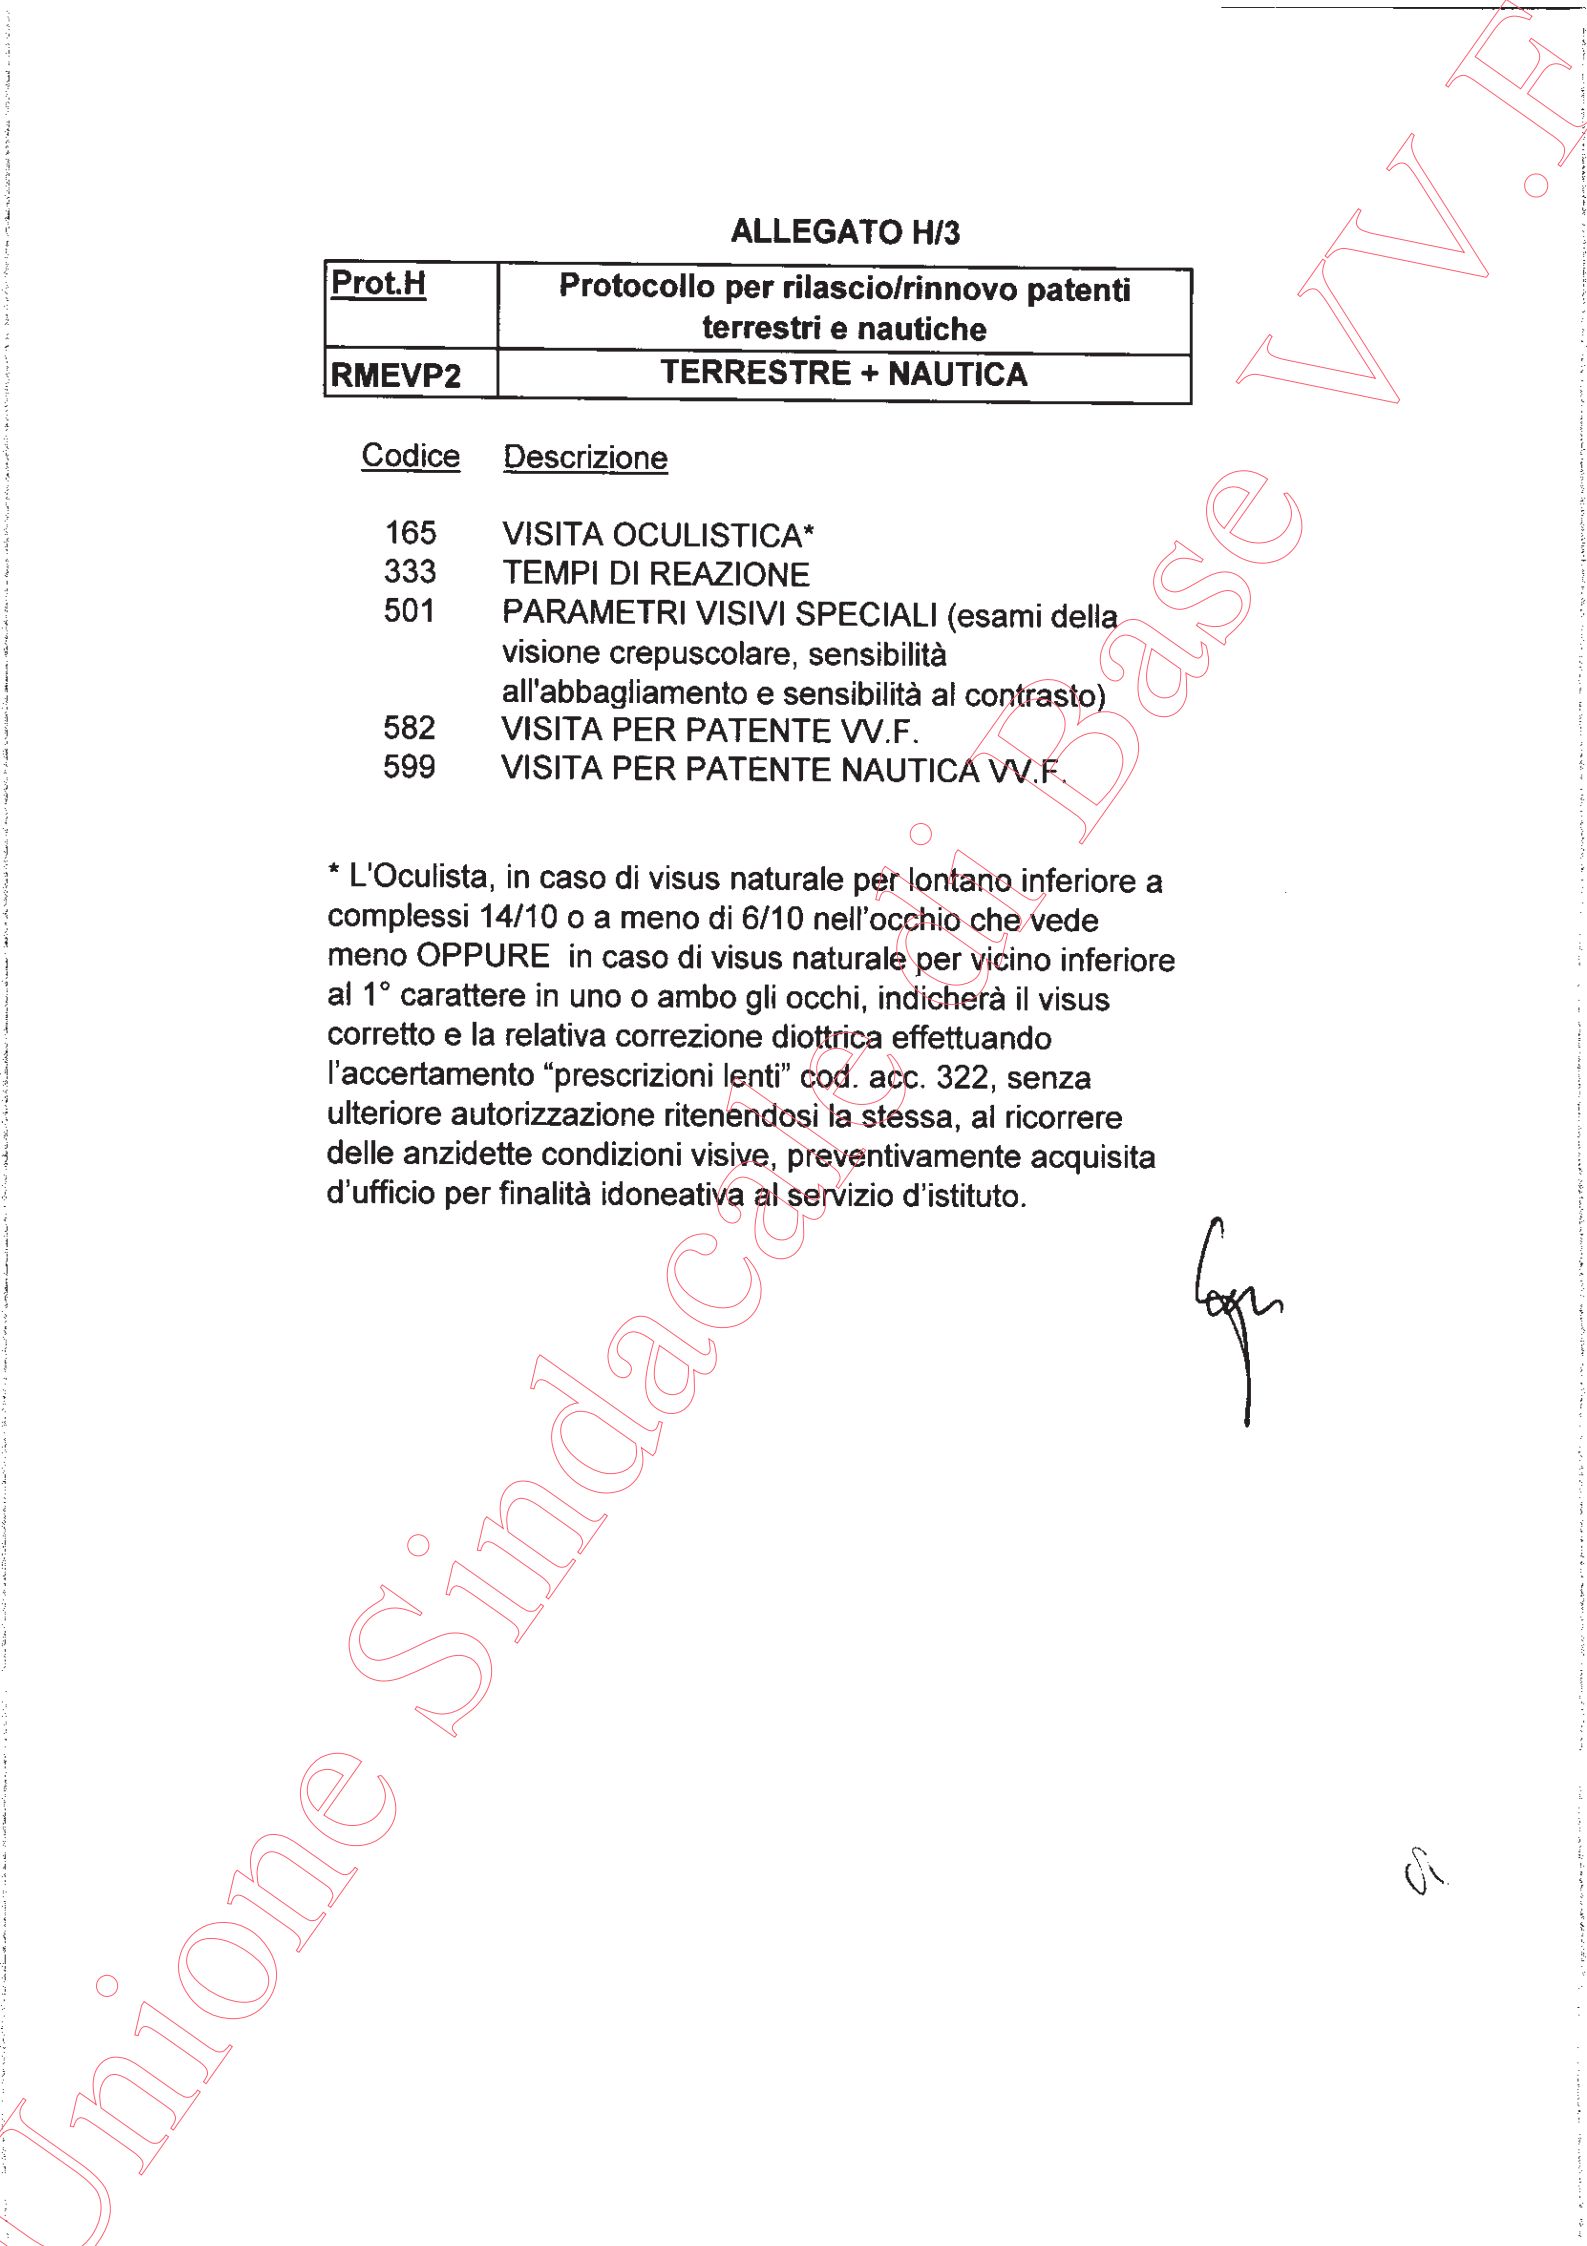 ALLEGATO H/3
Prot.H
Protocollo per rilascio/rinnovo patenti
terrestri e nautiche
RMEVP2
TERRESTRE + NAUTICA
Codice Descrizione
165 VISITA OCULISTICA*
333 TEMPI DI REAZIONE
501 PARAMETRI VISIVI SPECIALI (esami della
visione crepuscolare, sensibilità
all'abbagliamento e sensibilità al contrasto)
582 VISITA PER PATENTE VV.F.
599 VISITA PER PATENTE NAUTICA VV.F.
* L'Oculista, in caso di visus naturale per lontano inferiore a
complessi 14/10 o a meno di 6/10 nell'occhio che vede
meno OPPURE in caso di visus naturale per vicino inferiore
al 1° carattere in uno o ambo gli occhi, indicherà il visus
corretto e la relativa correzione diottrica effettuando
l'accertamento “prescrizioni lenti” cod. acc. 322, senza
ulteriore autorizzazione ritenendosi la stessa, al ricorrere
delle anzidette condizioni visive, preventivamente acquisita
d'ufficio per finalità idoneativa al servizio d'istituto.
Unione Sindacale di Base VV.F